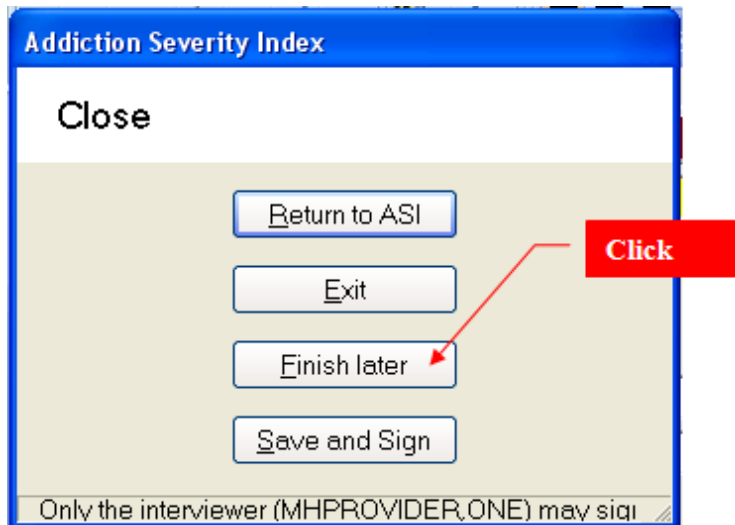 Addiction Severity Index
Close
Return to ASI
Click
Exit
Finish later
Save and Sign
Only the interviewer (MHPROVIDER,ONE) may